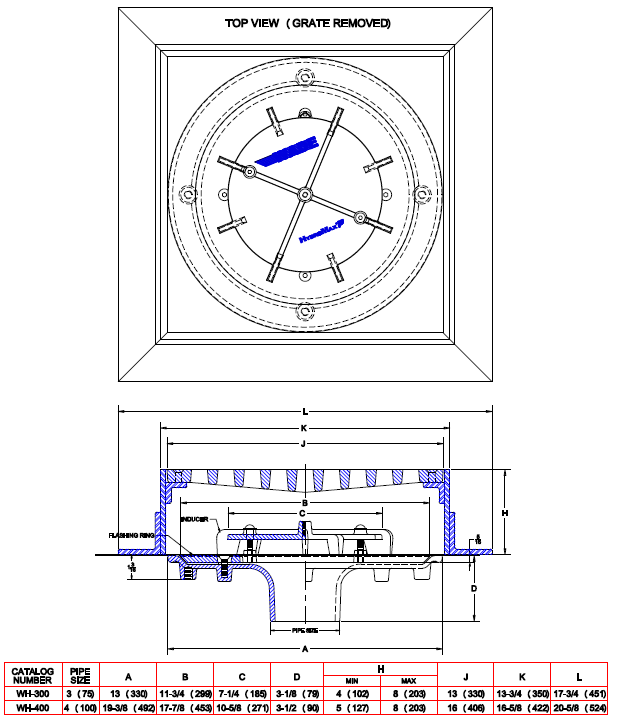 TOP VIEW ( GRATE REMOVED)
HYDROMAX
L
K
J
B
C
INDUCER
H
FLASHING RING
D
PIPE SIZE
A
CATALOG NUMBER PIPE SIZE A B C D H MIN MAX J K L
WH-300 3 (75) 13 (330) 11-3/4 (299) 7-1/4 (185) 3-1/8 (79) 4 (102) 8 (203) 13 (330) 13-3/4 (350) 17-3/4 (451)
WH-400 4 (100) 19-3/8 (492) 17-7/8 (453) 10-5/8 (271) 3-1/2 (90) 5 (127) 8 (203) 16 (406) 16-5/8 (422) 20-5/8 (524)